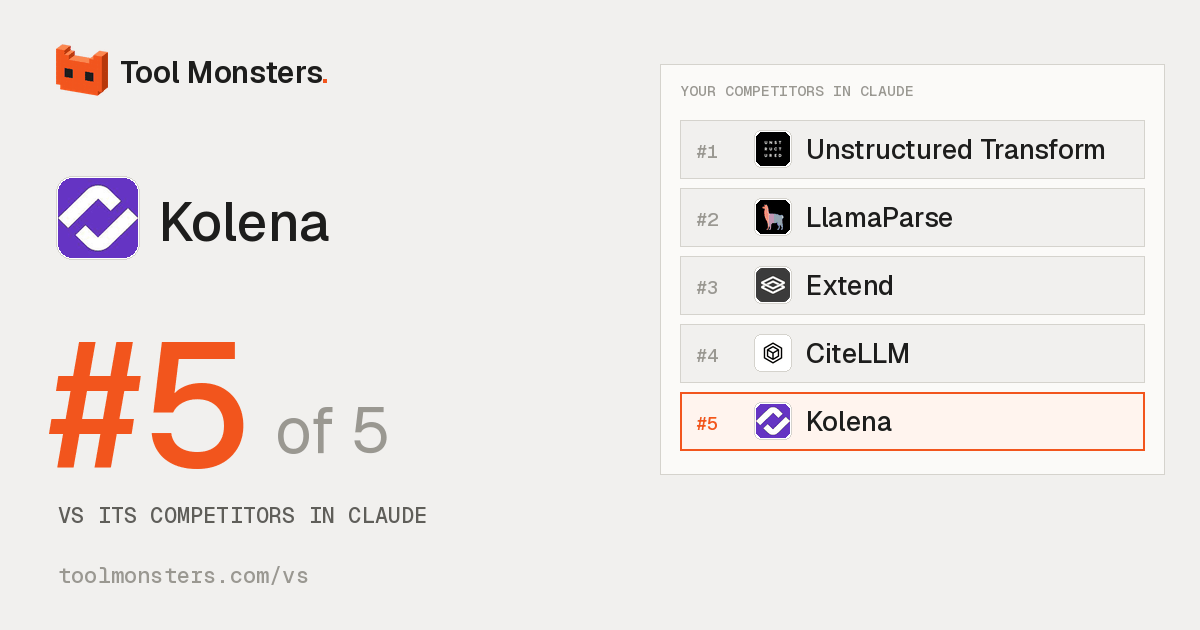 Tool Monsters.
Kolena
#5 of 5
VS ITS COMPETITORS IN CLAUDE
toolmonsters.com/vs
YOUR COMPETITORS IN CLAUDE
#1 UNSTRUCTURED Unstructured Transform
#2 LlamaParse
#3 Extend
#4 CiteLLM
#5 Kolena